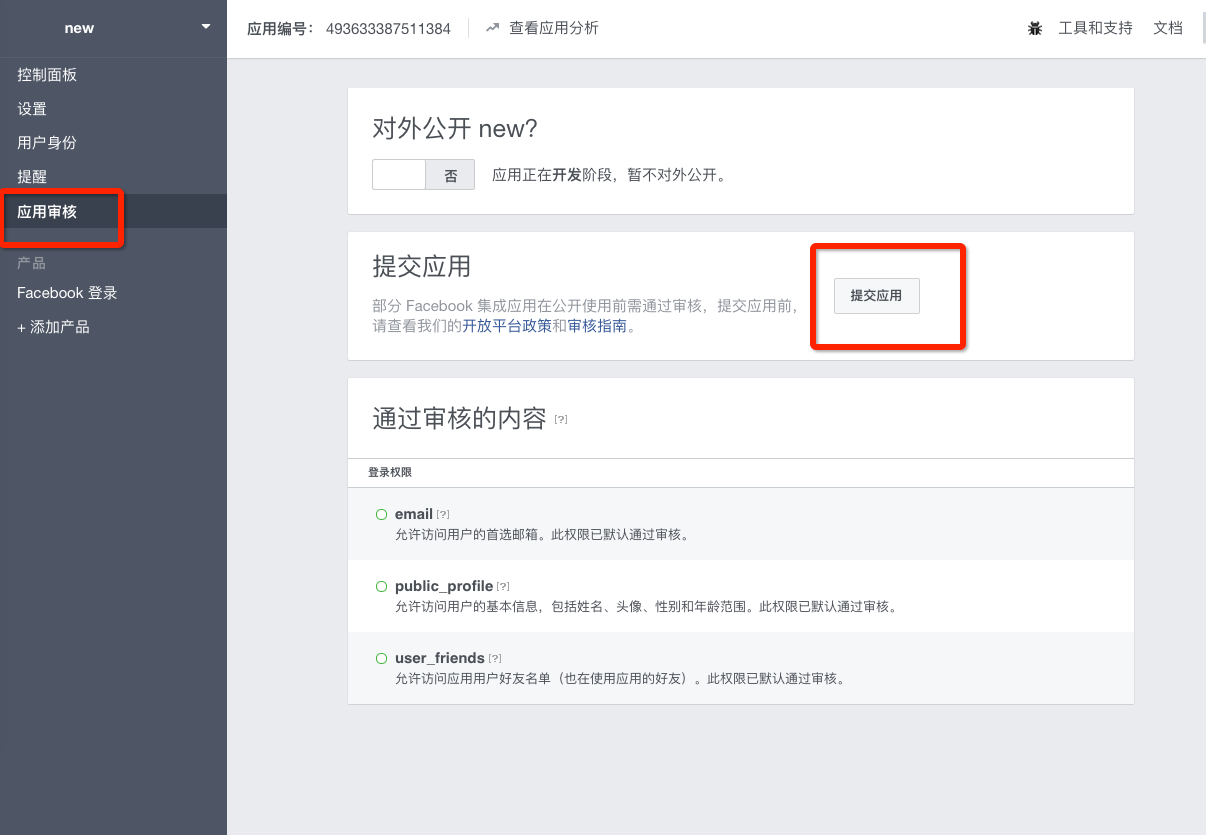 new
应用编号： 493633387511384
查看应用分析
工具和支持
文档
控制面板
设置
用户身份
提醒
应用审核
产品
Facebook 登录
+ 添加产品
对外公开 new?
否
应用正在开发阶段，暂不对外公开。
提交应用
部分 Facebook 集成应用在公开使用前需通过审核，提交应用前，
请查看我们的开放平台政策和审核指南。
提交应用
通过审核的内容 [?]
登录权限
email [?]
允许访问用户的首选邮箱。此权限已默认通过审核。
public_profile [?]
允许访问用户的基本信息，包括姓名、头像、性别和年龄范围。此权限已默认通过审核。
user_friends [?]
允许访问应用用户好友名单（也在使用应用的好友）。此权限已默认通过审核。